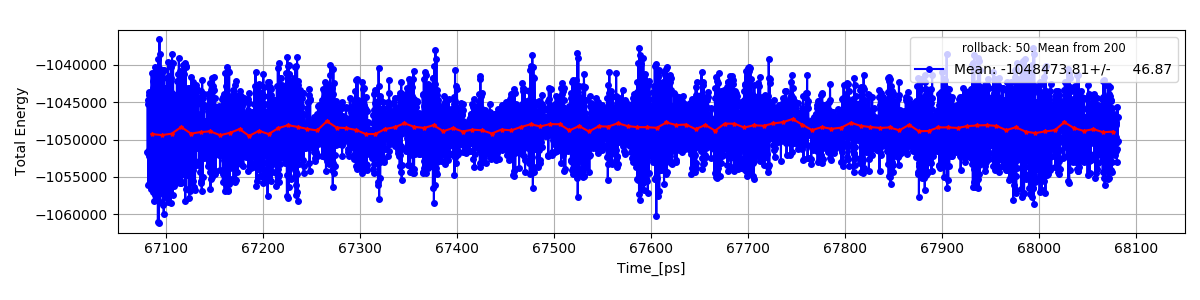 rollback: 50; Mean from 200
Mean: -1048473.81+/- 46.87
Total Energy
−1040000
−1045000
−1050000
−1055000
−1060000
67100 67200 67300 67400 67500 67600 67700 67800 67900 68000 68100
Time_[ps]